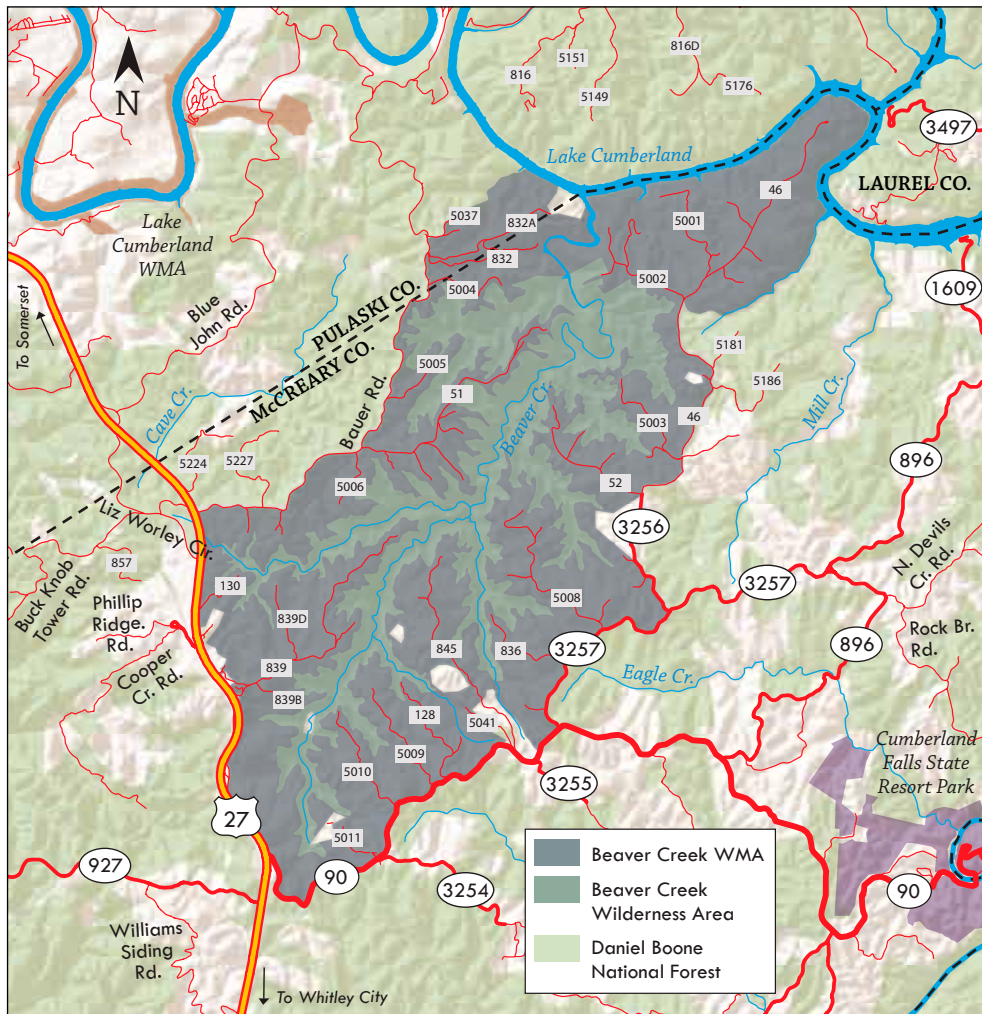 N
816
5151
5149
816D
5176
3497
Lake Cumberland
LAUREL CO.
46
5001
5037
832A
832
5004
5002
Lake
Cumberland
WMA
1609
To Somerset
Blue
John Rd.
PULASKI CO.
McCREARY CO.
5005
51
Bauer Rd.
5181
5186
Mill Cr.
Cave Cr.
Beaver Cr.
5003
46
5224
5227
5006
52
896
3256
Liz Worley Cir.
857
Buck Knob
Tower Rd.
130
Phillip
Ridge.
Rd.
839D
5008
3257
N. Devils
Cr. Rd.
Cooper
Cr. Rd.
839
845
836
3257
896
Rock Br.
Rd.
Eagle Cr.
839B
128
5041
5009
5010
3255
Cumberland
Falls State
Resort Park
27
5011
927
90
3254
90
Williams
Siding
Rd.
To Whitley City
Beaver Creek WMA
Beaver Creek
Wilderness Area
Daniel Boone
National Forest